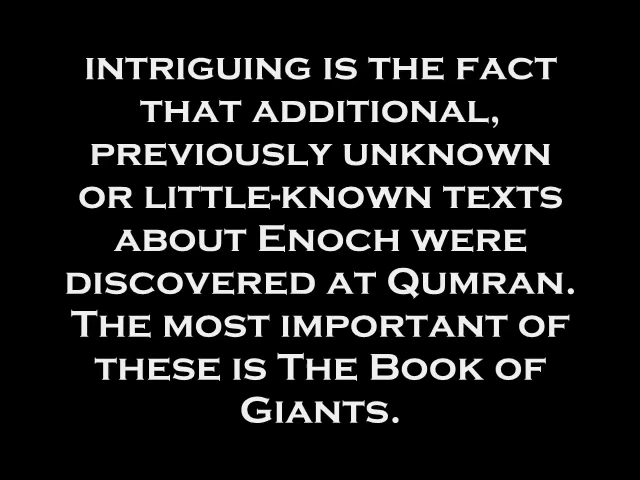 intriguing is the fact
that additional,
previously unknown
or little-known texts
about Enoch were
discovered at Qumran.
The most important of
these is The Book of
Giants.